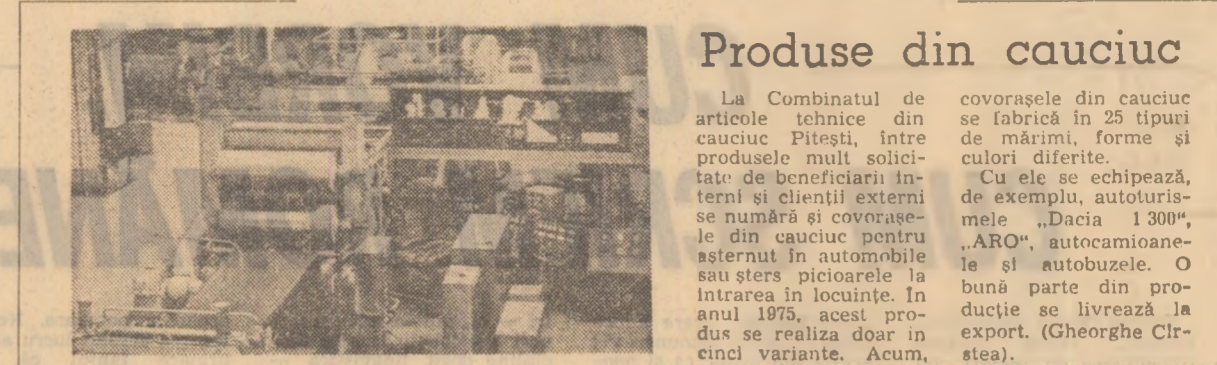 Produse din cauciuc
La Combinatul de
articole tehnice din
cauciuc Pitești, între
produsele mult solici-
tate de beneficiarii in-
terni și clienții externi
se numără și covorașe-
le din cauciuc pentru
așternut în automobile
sau șters picioarele la
intrarea în locuințe. În
anul 1975, acest pro-
dus se realiza doar în
cinci variante. Acum,
covorașele din cauciuc
se fabrică în 25 tipuri
de mărimi, forme și
culori diferite.
Cu ele se echipează,
de exemplu, autoturis-
mele „Dacia 1 300“,
„ARO“, autocamioane-
le și autobuzele. O
bună parte din pro-
ducție se livrează la
export. (Gheorghe Cîr-
stea).